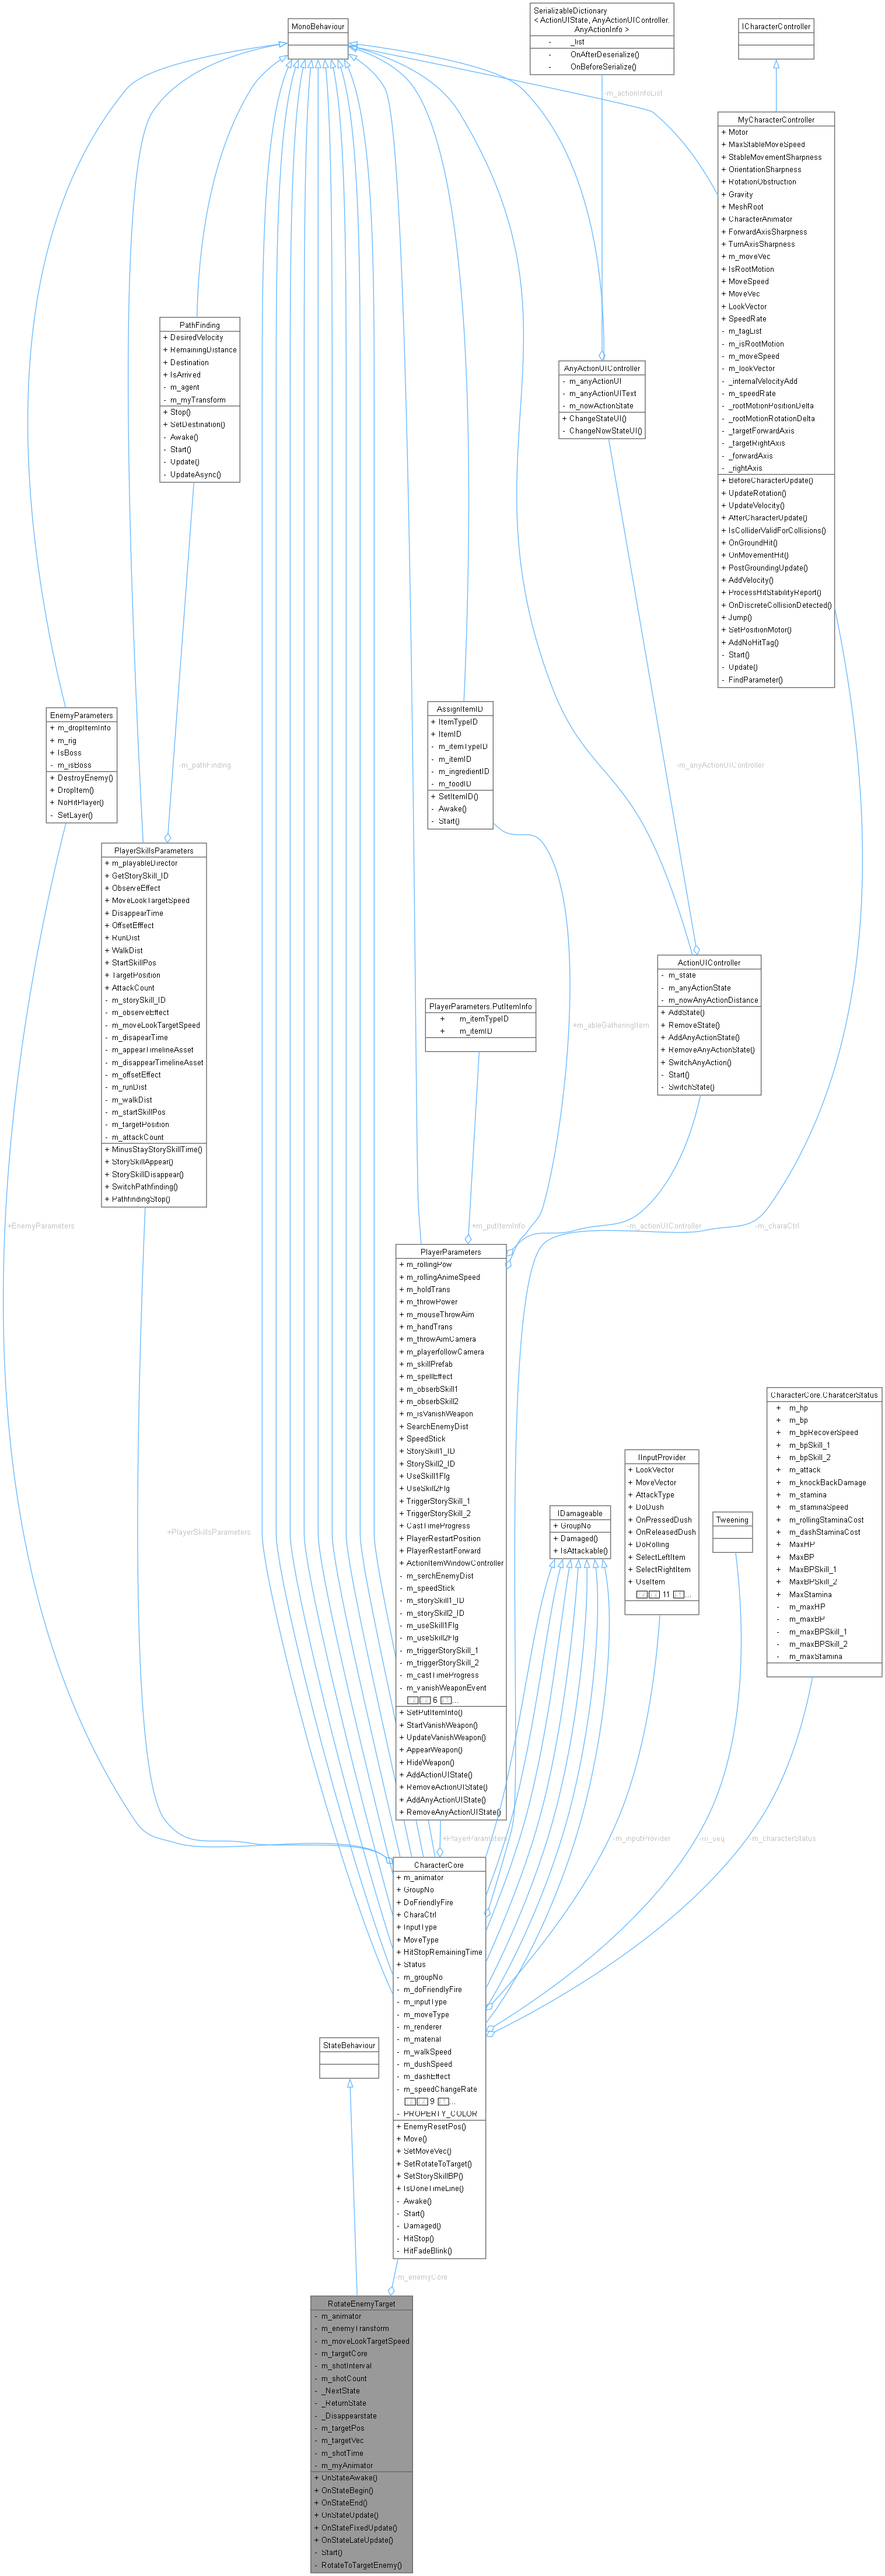 MonoBehaviour
SerializableDictionary
< ActionUIState, AnyActionUIController.
AnyActionInfo >
- _list
+ OnAfterDeserialize()
+ OnBeforeSerialize()
ICharacterController
-m_actionInfoList
MyCharacterController
+ Motor
+ MaxStableMoveSpeed
+ StableMovementSharpness
+ OrientationSharpness
+ RotationObstruction
+ Gravity
+ MeshRoot
+ CharacterAnimator
+ ForwardAxisSharpness
+ TurnAxisSharpness
+ m_moveVec
+ IsRootMotion
+ MoveSpeed
+ MoveVec
+ LookVector
+ SpeedRate
- m_tagList
- m_isRootMotion
- m_moveSpeed
- m_lookVector
- _internalVelocityAdd
- m_speedRate
- _rootMotionPositionDelta
- _rootMotionRotationDelta
- _targetForwardAxis
- _targetRightAxis
- _forwardAxis
- _rightAxis
+ BeforeCharacterUpdate()
+ UpdateRotation()
+ UpdateVelocity()
+ AfterCharacterUpdate()
+ IsColliderValidForCollisions()
+ OnGroundHit()
+ OnMovementHit()
+ PostGroundingUpdate()
+ AddVelocity()
+ ProcessHitStabilityReport()
+ OnDiscreteCollisionDetected()
+ Jump()
+ SetPositionMotor()
+ AddNoHitTag()
- Start()
- Update()
- FindParameter()
PathFinding
+ DesiredVelocity
+ RemainingDistance
+ Destination
+ IsArrived
- m_agent
- m_myTransform
+ Stop()
+ SetDestination()
- Awake()
- Start()
- Update()
- UpdateAsync()
AnyActionUIController
- m_anyActionUI
- m_anyActionUIText
- m_nowActionState
+ ChangeStateUI()
- ChangeNowStateUI()
EnemyParameters
+ m_dropItemInfo
+ m_rig
+ IsBoss
- m_isBoss
+ DestroyEnemy()
+ DropItem()
+ NoHitPlayer()
- SetLayer()
-m_pathFinding
AssignItemID
+ ItemTypeID
+ ItemID
- m_itemTypeID
- m_itemID
- m_ingredientID
- m_foodID
+ SetItemID()
- Awake()
- Start()
-m_anyActionUIController
PlayerSkillsParameters
+ m_playableDirector
+ GetStorySkill_ID
+ ObserveEffect
+ MoveLookTargetSpeed
+ DisappearTime
+ OffsetEfffect
+ RunDist
+ WalkDist
+ StartSkillPos
+ TargetPosition
+ AttackCount
- m_storySkill_ID
- m_observeEffect
- m_moveLookTargetSpeed
- m_disapearTime
- m_appearTimelineAsset
- m_disappearTimelineAsset
- m_offsetEffect
- m_runDist
- m_walkDist
- m_startSkillPos
- m_targetPosition
- m_attackCount
+ MinusStayStorySkillTime()
+ StorySkillAppear()
+ StorySkillDisappear()
+ SwitchPathfinding()
+ PathfindingStop()
PlayerParameters.PutItemInfo
+ m_itemTypeID
+ m_itemID
+m_ableGatheringItem
ActionUIController
- m_state
- m_anyActionState
- m_nowAnyActionDistance
+ AddState()
+ RemoveState()
+ AddAnyActionState()
+ RemoveAnyActionState()
+ SwitchAnyAction()
- Start()
- SwitchState()
+EnemyParameters
+m_putItemInfo
-m_actionUIController
-m_charaCtrl
PlayerParameters
+ m_rollingPow
+ m_rollingAnimeSpeed
+ m_holdTrans
+ m_throwPower
+ m_mouseThrowAim
+ m_handTrans
+ m_throwAimCamera
+ m_playerfollowCamera
+ m_skillPrefab
+ m_spellEffect
+ m_obserbSkill1
+ m_obserbSkill2
+ m_isVanishWeapon
+ SearchEnemyDist
+ SpeedStick
+ StorySkill1_ID
+ StorySkill2_ID
+ UseSkill1Flg
+ UseSkill2Flg
+ TriggerStorySkill_1
+ TriggerStorySkill_2
+ CastTimeProgress
+ PlayerRestartPosition
+ PlayerRestartForward
+ ActionItemWindowController
- m_serchEnemyDist
- m_speedStick
- m_storySkill1_ID
- m_storySkill2_ID
- m_useSkill1Flg
- m_useSkill2Flg
- m_triggerStorySkill_1
- m_triggerStorySkill_2
- m_castTimeProgress
- m_vanishWeaponEvent
6 ...
+ SetPutItemInfo()
+ StartVanishWeapon()
+ UpdateVanishWeapon()
+ AppearWeapon()
+ HideWeapon()
+ AddActionUIState()
+ RemoveActionUIState()
+ AddAnyActionUIState()
+ RemoveAnyActionUIState()
+PlayerSkillsParameters
IDamageable
+ GroupNo
+ Damaged()
+ IsAttackable()
IInputProvider
+ LookVector
+ MoveVector
+ AttackType
+ DoDush
+ OnPressedDush
+ OnReleasedDush
+ DoRolling
+ SelectLeftItem
+ SelectRightItem
+ UseItem
11 ...
Tweening
CharacterCore.CharatcerStatus
+ m_hp
+ m_bp
+ m_bpRecoverSpeed
+ m_bpSkill_1
+ m_bpSkill_2
+ m_attack
+ m_knockBackDamage
+ m_stamina
+ m_staminaSpeed
+ m_rollingStaminaCost
+ m_dashStaminaCost
+ MaxHP
+ MaxBP
+ MaxBPSkill_1
+ MaxBPSkill_2
+ MaxStamina
- m_maxHP
- m_maxBP
- m_maxBPSkill_1
- m_maxBPSkill_2
- m_maxStamina
+PlayerParameters
-m_inputProvider
-m_seq
-m_characterStatus
CharacterCore
+ m_animator
+ GroupNo
+ DoFriendlyFire
+ CharaCtrl
+ InputType
+ MoveType
+ HitStopRemainingTime
+ Status
- m_groupNo
- m_doFriendlyFire
- m_inputType
- m_moveType
- m_renderer
- m_material
- m_walkSpeed
- m_dushSpeed
- m_dashEffect
- m_speedChangeRate
9 ...
- PROPERTY_COLOR
+ EnemyResetPos()
+ Move()
+ SetMoveVec()
+ SetRotateToTarget()
+ SetStorySkillBP()
+ IsDoneTimeLine()
- Awake()
- Start()
- Damaged()
- HitStop()
- HitFadeBlink()
StateBehaviour
-m_enemyCore
RotateEnemyTarget
- m_animator
- m_enemyTransform
- m_moveLookTargetSpeed
- m_targetCore
- m_shotInterval
- m_shotCount
- _NextState
- _ReturnState
- _Disappearstate
- m_targetPos
- m_targetVec
- m_shotTime
- m_myAnimator
+ OnStateAwake()
+ OnStateBegin()
+ OnStateEnd()
+ OnStateUpdate()
+ OnStateFixedUpdate()
+ OnStateLateUpdate()
- Start()
- RotateToTargetEnemy()